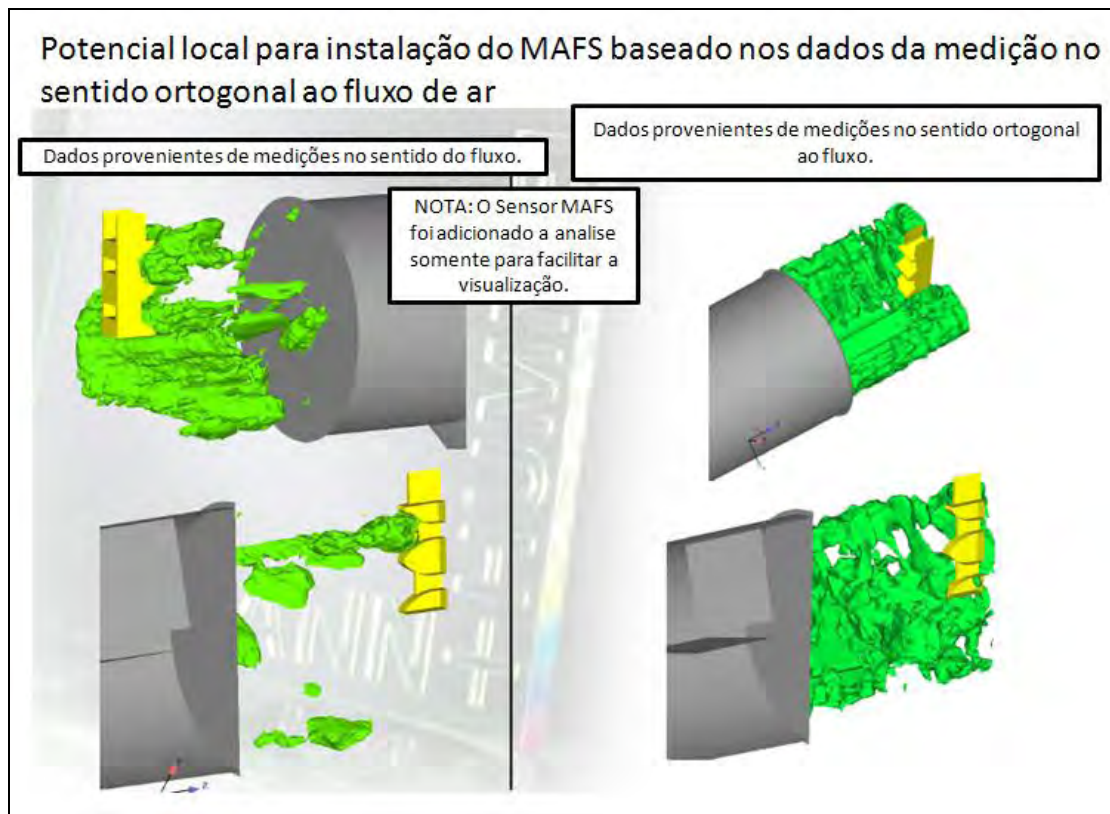 Potencial local para instalação do MAFS baseado nos dados da medição no
sentido ortogonal ao fluxo de ar
Dados provenientes de medições no sentido do fluxo.
Dados provenientes de medições no sentido ortogonal
ao fluxo.
NOTA: O Sensor MAFS
foi adicionado a analise
somente para facilitar a
visualização.